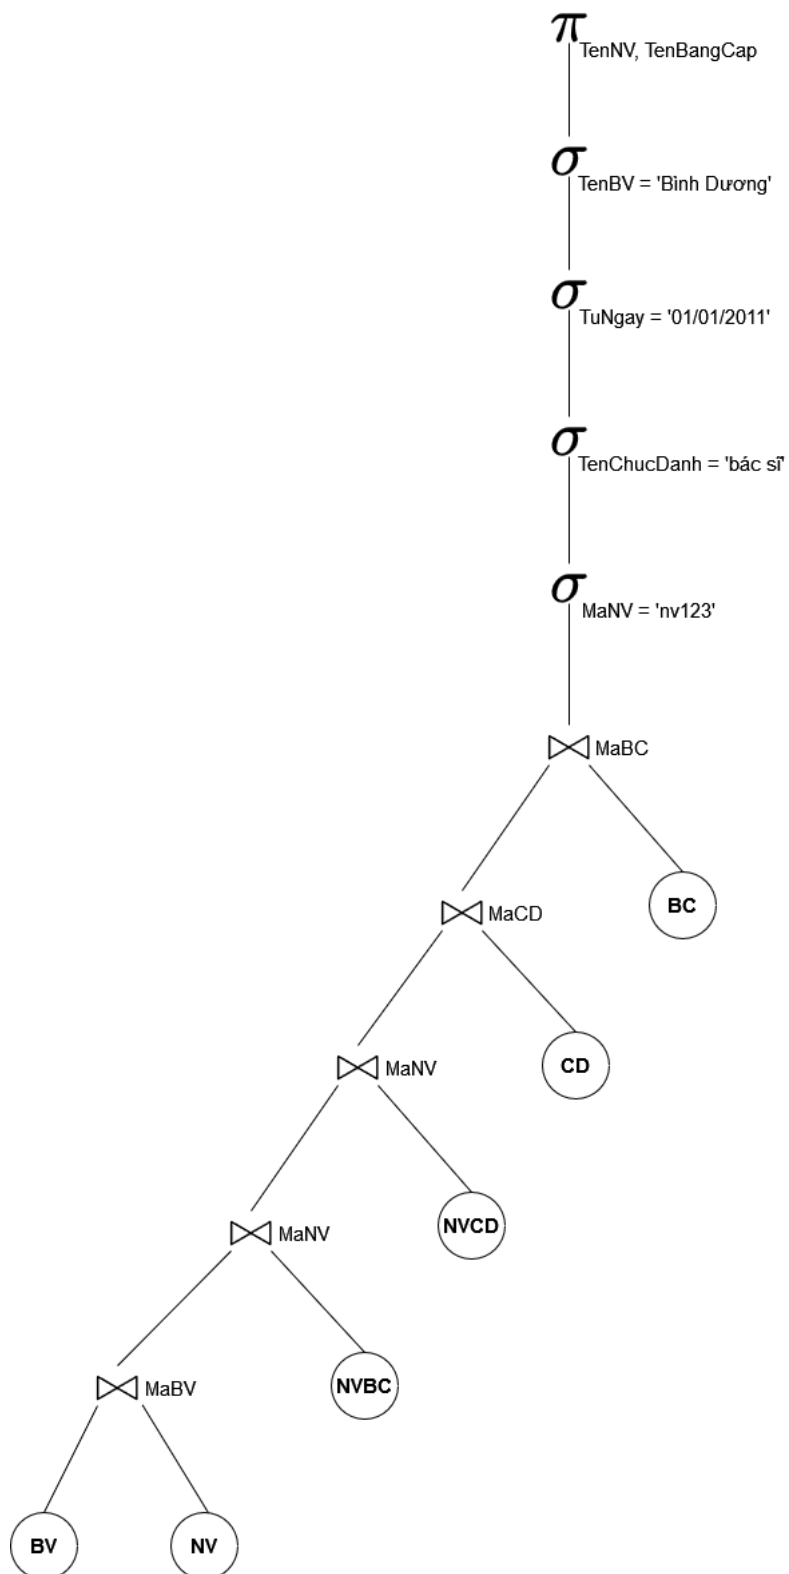 π TenNV, TenBangCap
σ TenBV = 'Bình Dương'
σ TuNgay = '01/01/2011'
σ TenChucDanh = 'bác sĩ'
σ MaNV = 'nv123'
MaBC
BC
MaCD
CD
MaNV
NVCD
MaNV
NVBC
MaBV
BV
NV